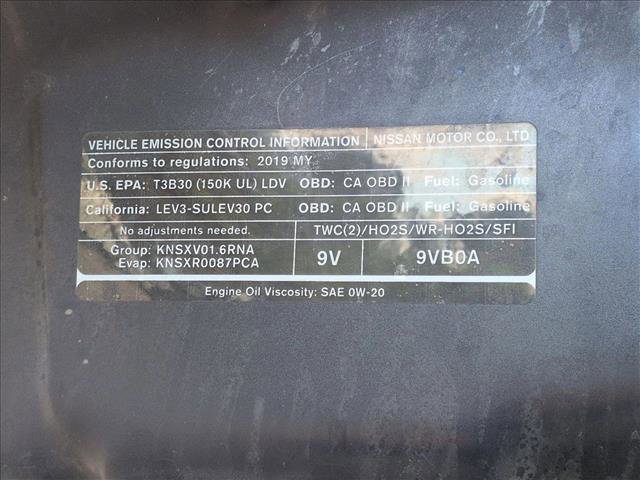 VEHICLE EMISSION CONTROL INFORMATION NISSAN MOTOR CO., LTD
Conforms to regulations: 2019 MY
U.S. EPA: T3B30 (150K UL) LDV OBD: CA OBD II Fuel: Gasoline
California: LEV3-SULEV30 PC OBD: CA OBD II Fuel: Gasoline
No adjustments needed. TWC(2)/HO2S/WR-HO2S/SFI
Group: KNSXV01.6RNA
Evap: KNSXR0087PCA
9V 9VB0A
Engine Oil Viscosity: SAE 0W-20